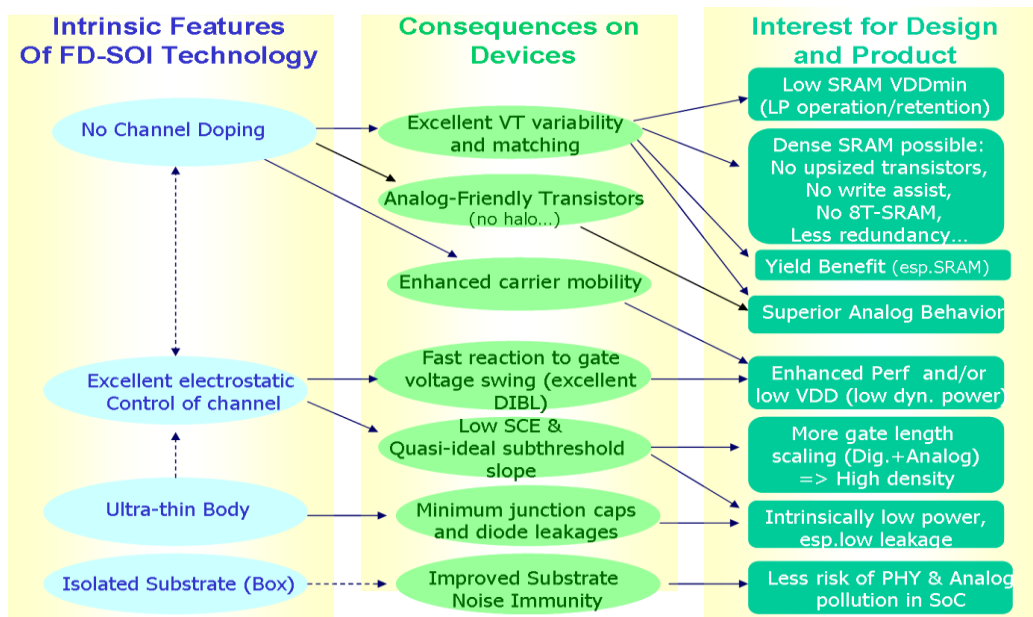 Intrinsic Features
Of FD-SOI Technology
Consequences on
Devices
Interest for Design
and Product
No Channel Doping
Excellent electrostatic
Control of channel
Ultra-thin Body
Isolated Substrate (Box)
Excellent VT variability
and matching
Analog-Friendly Transistors
(no halo...)
Enhanced carrier mobility
Fast reaction to gate
voltage swing (excellent
DIBL)
Low SCE &
Quasi-ideal subthreshold
slope
Minimum junction caps
and diode leakages
Improved Substrate
Noise Immunity
Low SRAM VDDmin
(LP operation/retention)
Dense SRAM possible:
No upsized transistors,
No write assist,
No 8T-SRAM,
Less redundancy...
Yield Benefit (esp.SRAM)
Superior Analog Behavior
Enhanced Perf and/or
low VDD (low dyn. power)
More gate length
scaling (Dig.+Analog)
=> High density
Intrinsically low power,
esp.low leakage
Less risk of PHY & Analog
pollution in SoC